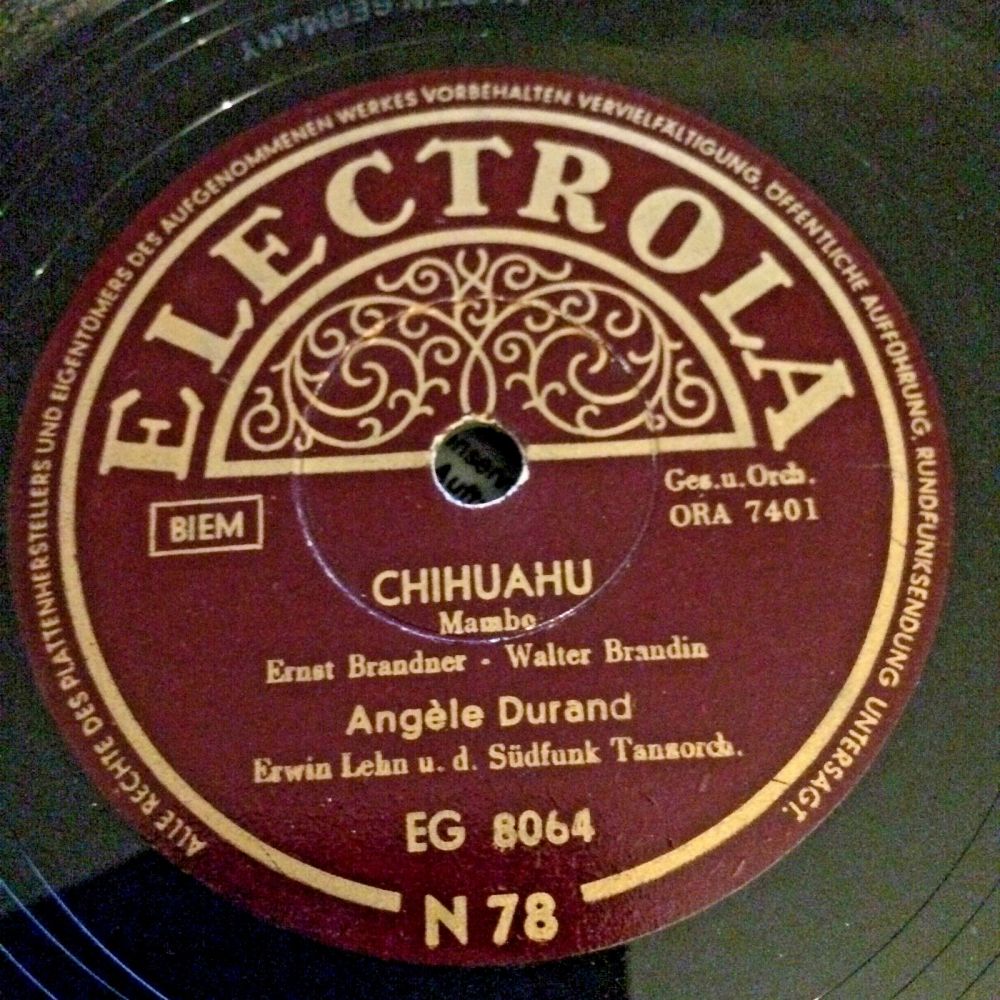 ALLE RECHTE DES PLATTENHERSTELLERS UND EIGENTÜMERS DES AUFGENOMMENEN WERKES VORBEHALTEN. VERVIELFÄLTIGUNG, ÖFFENTLICHE AUFFÜHRUNG, RUNDFUNKSENDUNG UNTERSAGT.
ELECTROLA
BIEM
Ges. u. Orch.
ORA 7401
CHIHUAHU
Mambo
Ernst Brandner - Walter Brandin
Angèle Durand
Erwin Lehn u. d. Südfunk Tanzorch.
EG 8064
N 78